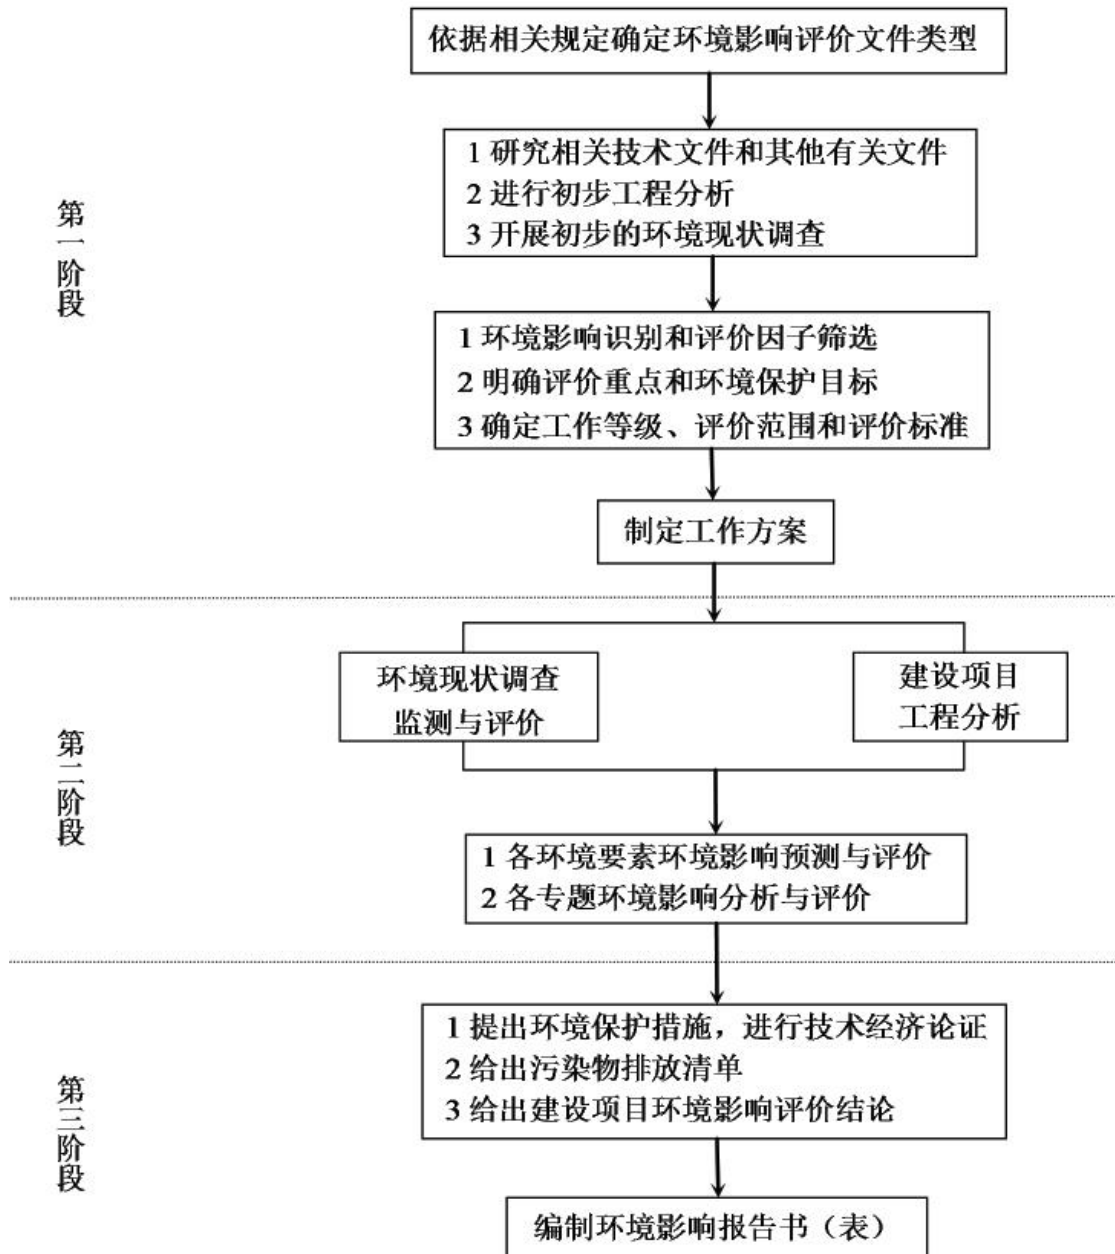 依据相关规定确定环境影响评价文件类型
1 研究相关技术文件和其他有关文件
2 进行初步工程分析
3 开展初步的环境现状调查
第一阶段
1 环境影响识别和评价因子筛选
2 明确评价重点和环境保护目标
3 确定工作等级、评价范围和评价标准
制定工作方案
环境现状调查
监测与评价
建设项目
工程分析
第二阶段
1 各环境要素环境影响预测与评价
2 各专题环境影响分析与评价
1 提出环境保护措施，进行技术经济论证
2 给出污染物排放清单
3 给出建设项目环境影响评价结论
第三阶段
编制环境影响报告书（表）